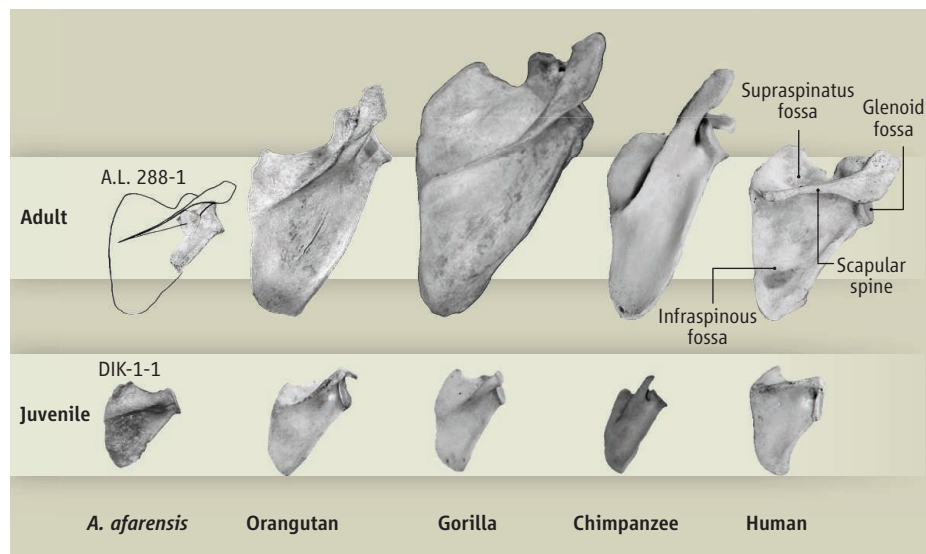 Supraspinatus
fossa
Glenoid
fossa
A.L. 288-1
Adult
Scapular
spine
Infraspinous
fossa
DIK-1-1
Juvenile
A. afarensis
Orangutan
Gorilla
Chimpanzee
Human